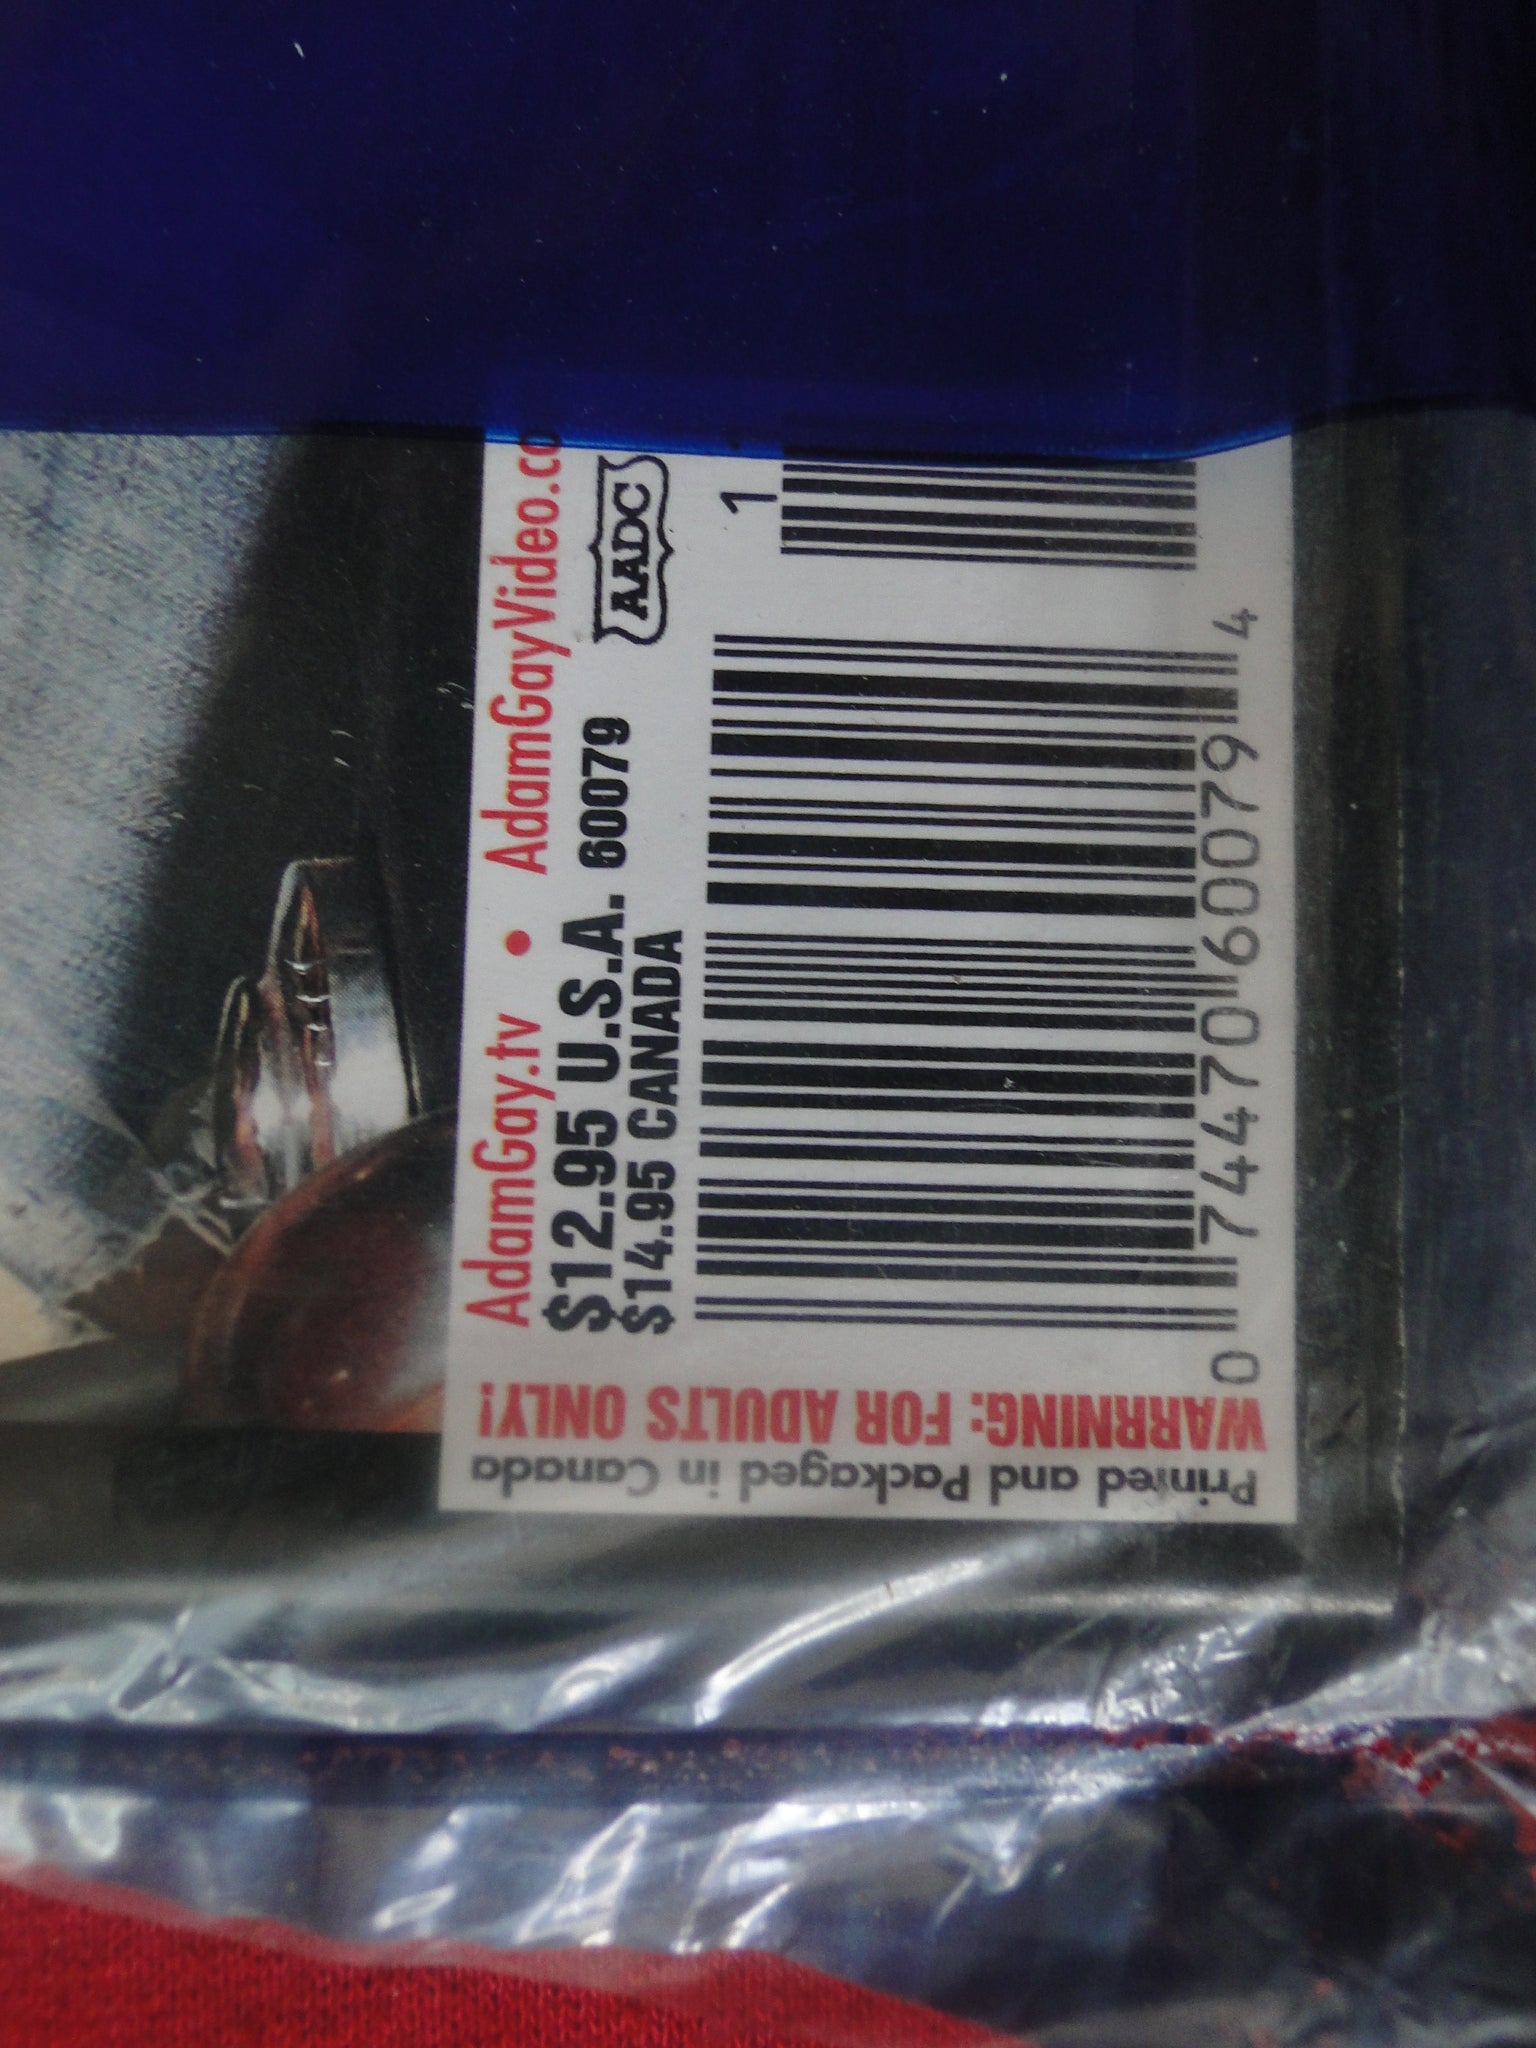 AdamGay.tv • AdamGayVideo.co
$12.95 U.S.A. 60079
$14.95 CANADA
AADC
1
0 74470 60079 4
WARRNING: FOR ADULTS ONLY!
Printed and Packaged in Canada